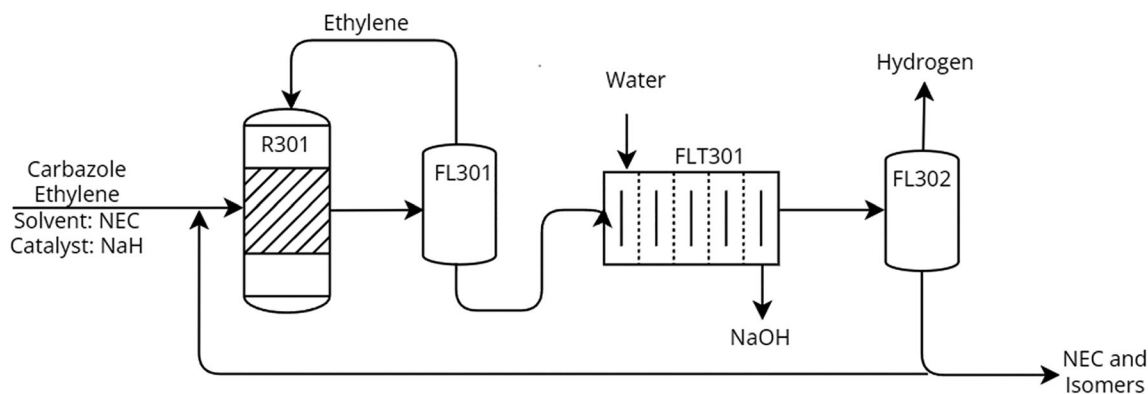 Ethylene
Water
Hydrogen
R301
FL301
FLT301
FL302
Carbazole
Ethylene
Solvent: NEC
Catalyst: NaH
NaOH
NEC and
Isomers